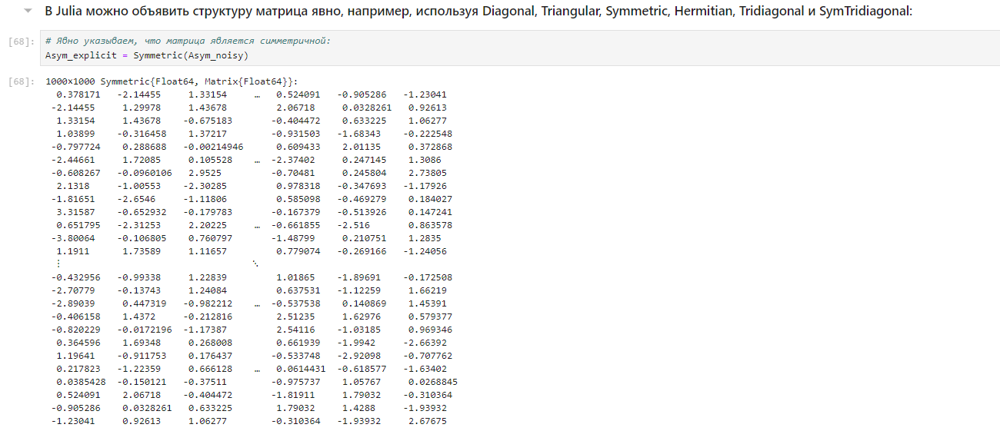 В Julia можно объявить структуру матрица явно, например, используя Diagonal, Triangular, Symmetric, Hermitian, Tridiagonal и SymTridiagonal:
[68]: # Явно указываем, что матрица является симметричной:
Asym_explicit = Symmetric(Asym_noisy)
[68]: 1000×1000 Symmetric{Float64, Matrix{Float64}}:
0.378171 -2.14455 1.33154 … 0.524091 -0.905286 -1.23041
-2.14455 1.29978 1.43678 2.06718 0.0328261 0.92613
1.33154 1.43678 -0.675183 -0.404472 0.633225 1.06277
1.03899 -0.316458 1.37217 -0.931503 -1.68343 -0.222548
-0.797724 0.288688 -0.00214946 0.609433 2.01135 0.372868
-2.44661 1.72085 0.105528 … -2.37402 0.247145 1.3086
-0.608267 -0.0960106 2.9525 -0.70481 0.245804 2.73805
2.1318 -1.00553 -2.30285 0.978318 -0.347693 -1.17926
-1.81651 -2.6546 -1.11806 0.585098 -0.469279 0.184027
3.31587 -0.652932 -0.179783 -0.167379 -0.513926 0.147241
0.651795 -2.31253 2.20225 … -0.661855 -2.516 0.863578
-3.80064 -0.106805 0.760797 -1.48799 0.210751 1.2835
1.1911 1.73589 1.11657 0.779074 -0.269166 -1.24056
⋮ ⋱
-0.432956 -0.99338 1.22839 1.01865 -1.89691 -0.172508
-2.70779 -0.13743 1.24084 0.637531 -1.12259 1.66219
-2.89039 0.447319 -0.982212 … -0.537538 0.140869 1.45391
-0.406158 1.4372 -0.212816 2.51235 1.62976 0.579377
-0.820229 -0.0172196 -1.17387 2.54116 -1.03185 0.969346
0.364596 1.69348 0.268008 0.661939 -1.9942 -2.66392
1.19641 -0.911753 0.176437 -0.533748 -2.92098 -0.707762
0.217823 -1.22359 0.666128 … 0.0614431 -0.618577 -1.63402
0.0385428 -0.150121 -0.37511 -0.975737 1.05767 0.0268845
0.524091 2.06718 -0.404472 -1.81911 1.79032 -0.310364
-0.905286 0.0328261 0.633225 1.79032 1.4288 -1.93932
-1.23041 0.92613 1.06277 -0.310364 -1.93932 2.67675